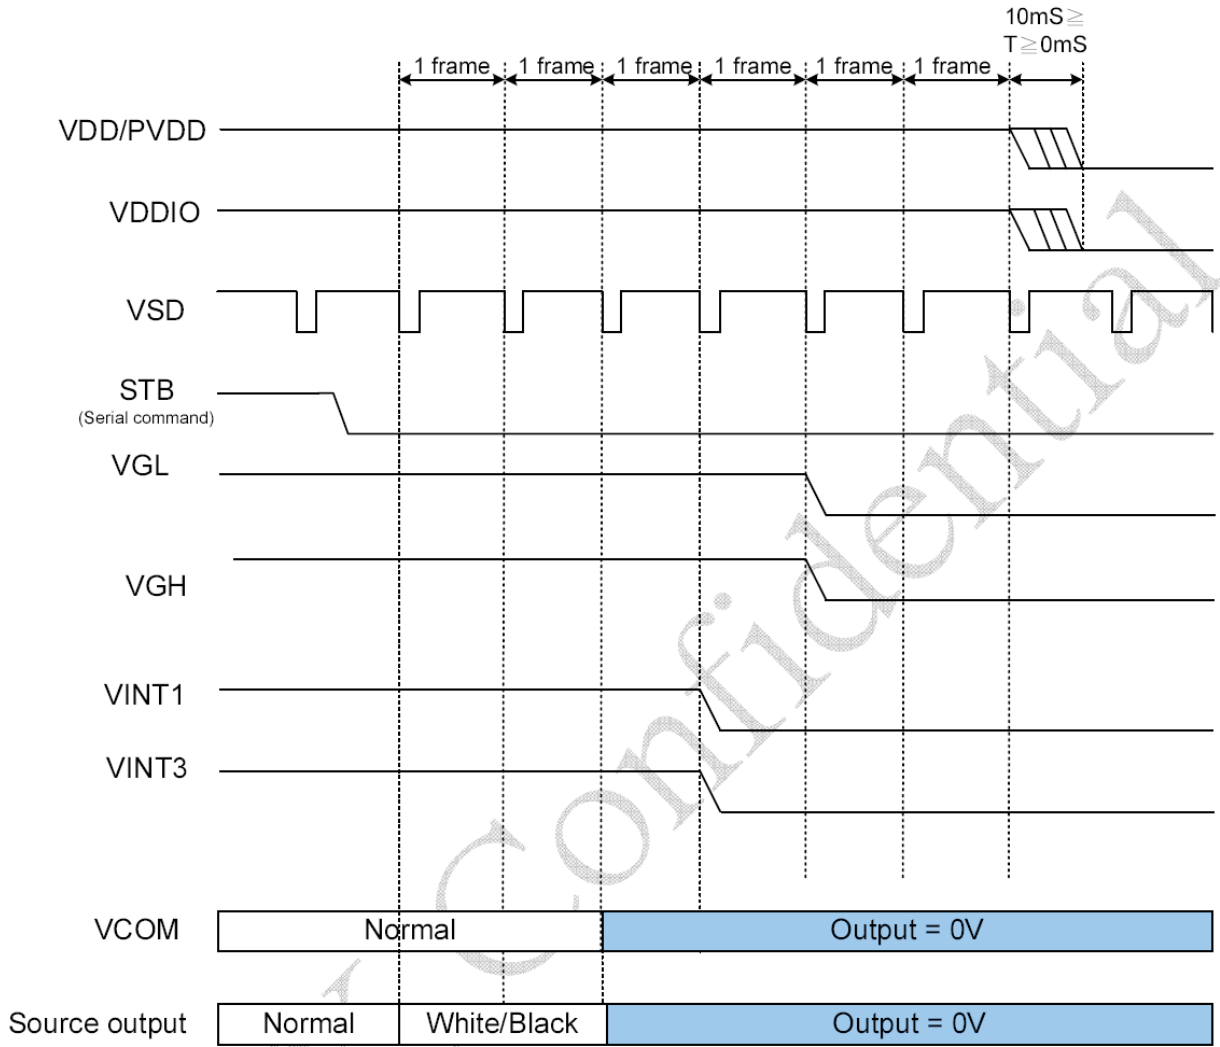 10mS≧
T≧0mS
1 frame 1 frame 1 frame 1 frame 1 frame 1 frame
VDD/PVDD
VDDIO
VSD
STB
(Serial command)
VGL
VGH
VINT1
VINT3
VCOM Normal Output = 0V
Source output Normal White/Black Output = 0V
Confidential